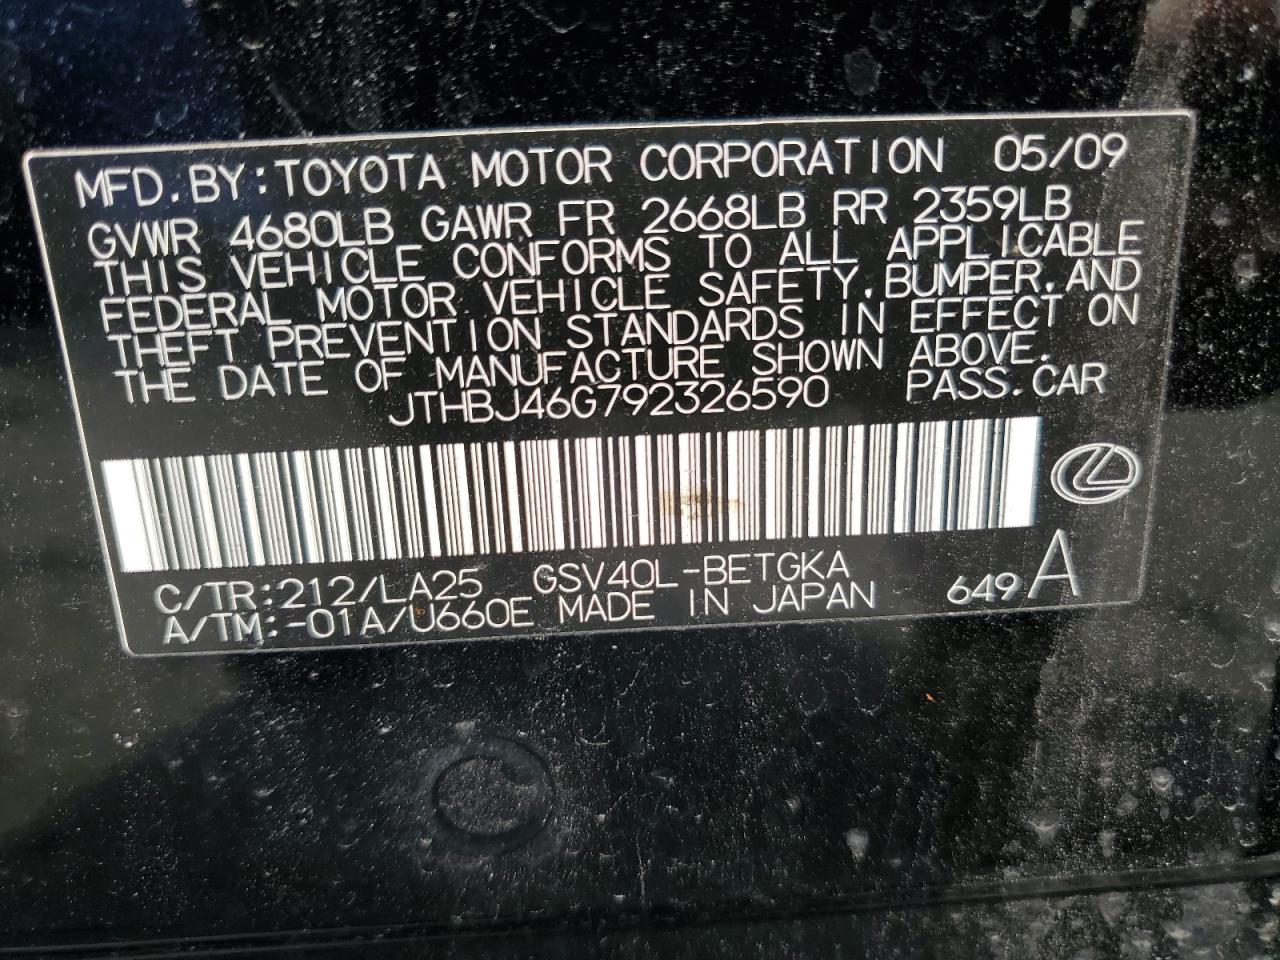 MFD. BY: TOYOTA MOTOR CORPORATION 05/09
GVWR 4680LB GAWR FR 2668LB RR 2359LB
THIS VEHICLE CONFORMS TO ALL APPLICABLE
FEDERAL MOTOR VEHICLE SAFETY, BUMPER, AND
THEFT PREVENTION STANDARDS IN EFFECT ON
THE DATE OF MANUFACTURE SHOWN ABOVE.
JTHBJ46G792326590 PASS. CAR
C/TR: 212/LA25 GSV40L-BETGKA
A/TM: -01A/U660E MADE IN JAPAN 649 A